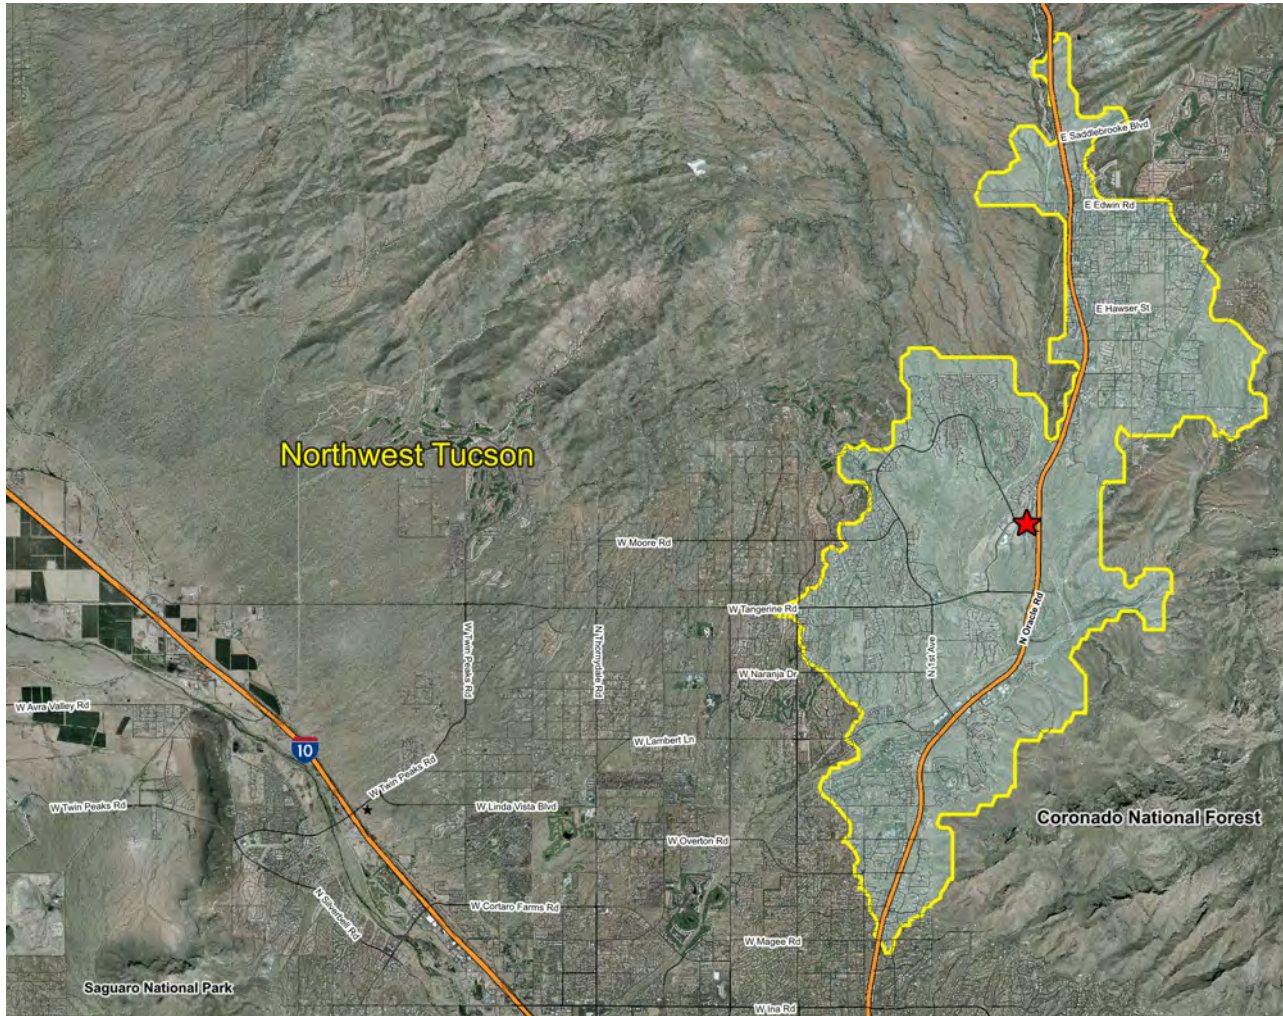 E Saddlebrooke Blvd
E Edwin Rd
E Hawser St
Northwest Tucson
W Moore Rd
W Tangerine Rd
N Oracle Rd
W Twin Peaks Rd
N Thornydale Rd
N 1st Ave
W Naranja Dr
W Avra Valley Rd
W Lambert Ln
10
W Twin Peaks Rd
W Twin Peaks Rd
W Linda Vista Blvd
Coronado National Forest
W Overton Rd
N Silverbell Rd
W Cortaro Farms Rd
W Magee Rd
Saguaro National Park
W Ina Rd